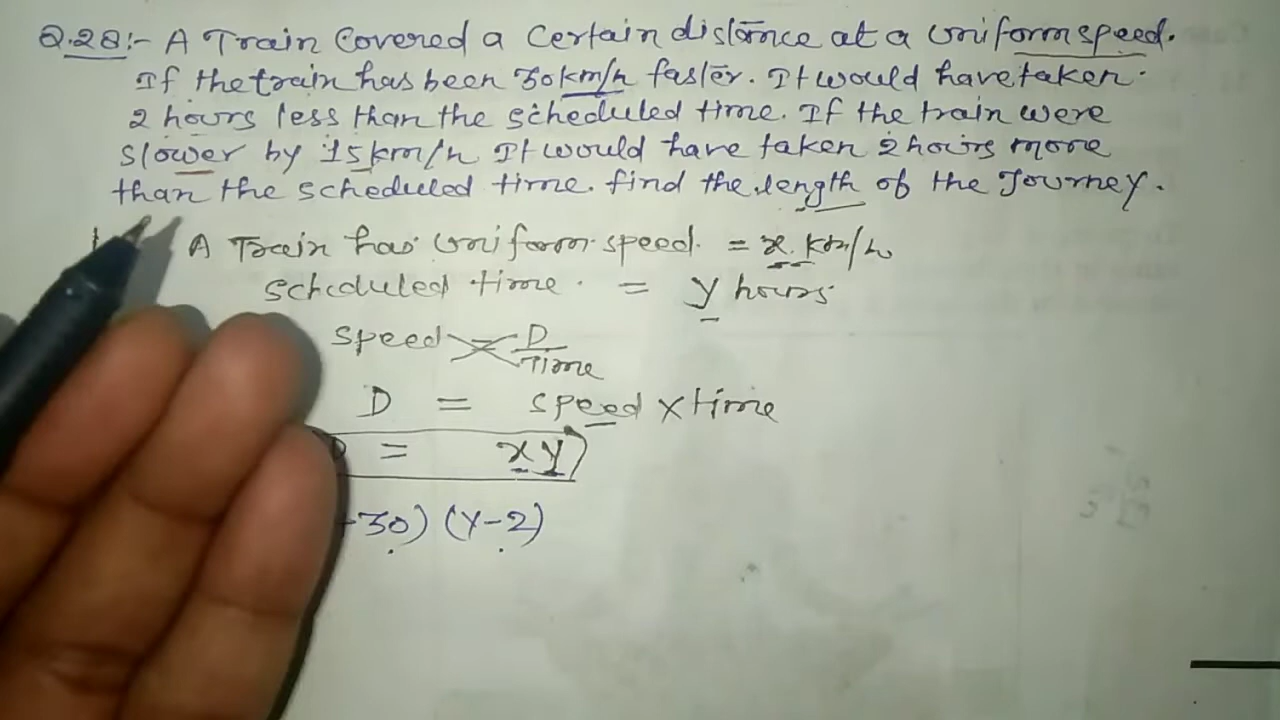 Q.28:- A Train Covered a Certain distance at a Uniform speed.
If the train has been 30km/h faster. It would have taken.
2 hours less than the scheduled time. If the train were
Slower by 15km/h It would have taken 2 hours more
than the scheduled time. find the length of the Journey.
A Train has Uniform speed. = x km/h
Scheduled time. = y hours
Speed = D/Time
D = Speed × time
D = xy
30) (y-2)